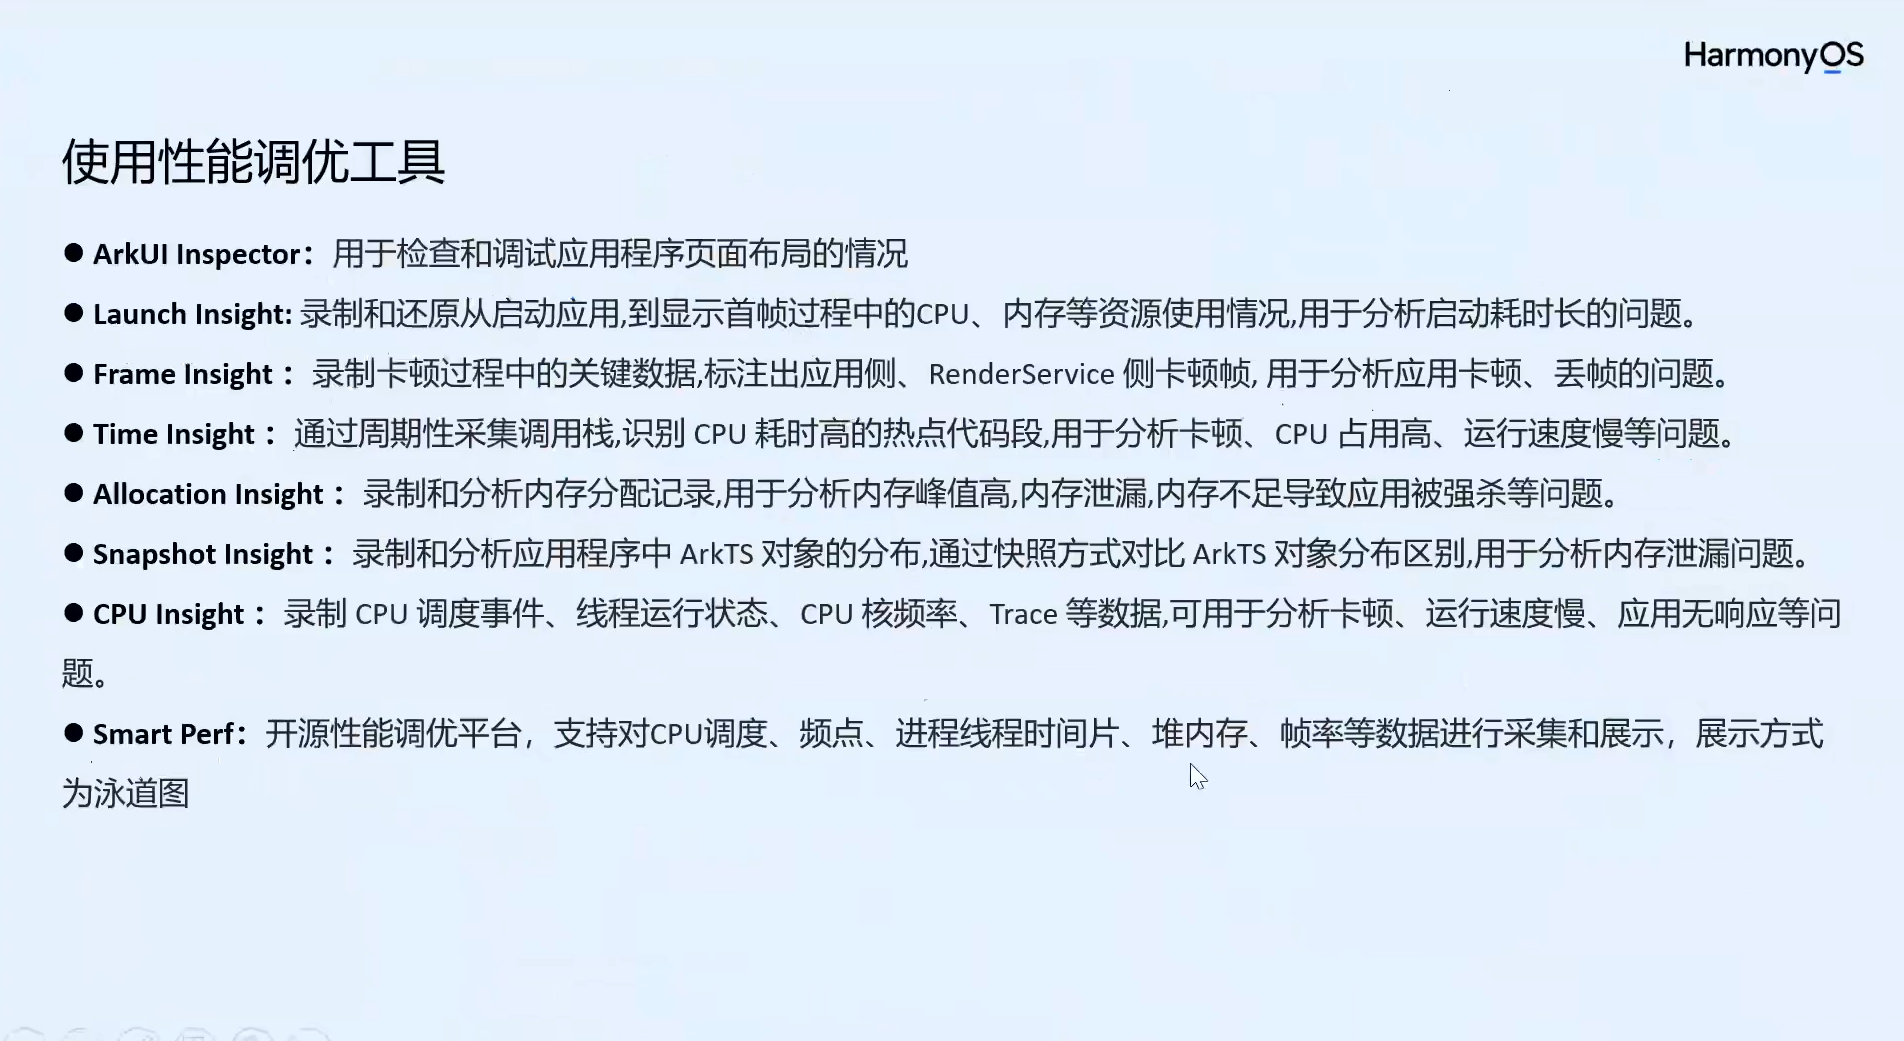 HarmonyOS
使用性能调优工具
● ArkUI Inspector：用于检查和调试应用程序页面布局的情况
● Launch Insight: 录制和还原从启动应用,到显示首帧过程中的CPU、内存等资源使用情况,用于分析启动耗时长的问题。
● Frame Insight ：录制卡顿过程中的关键数据,标注出应用侧、RenderService 侧卡顿帧, 用于分析应用卡顿、丢帧的问题。
● Time Insight ：通过周期性采集调用栈,识别 CPU 耗时高的热点代码段,用于分析卡顿、CPU 占用高、运行速度慢等问题。
● Allocation Insight ：录制和分析内存分配记录,用于分析内存峰值高,内存泄漏,内存不足导致应用被强杀等问题。
● Snapshot Insight ：录制和分析应用程序中 ArkTS 对象的分布,通过快照方式对比 ArkTS 对象分布区别,用于分析内存泄漏问题。
● CPU Insight ：录制 CPU 调度事件、线程运行状态、CPU 核频率、Trace 等数据,可用于分析卡顿、运行速度慢、应用无响应等问
题。
● Smart Perf：开源性能调优平台，支持对CPU调度、频点、进程线程时间片、堆内存、帧率等数据进行采集和展示，展示方式
为泳道图